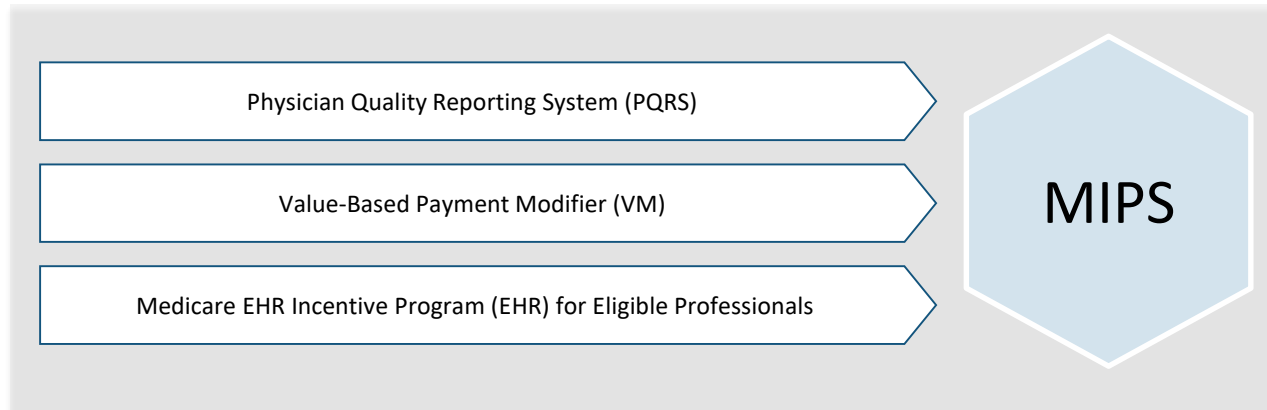 Physician Quality Reporting System (PQRS)
Value-Based Payment Modifier (VM)
Medicare EHR Incentive Program (EHR) for Eligible Professionals
MIPS